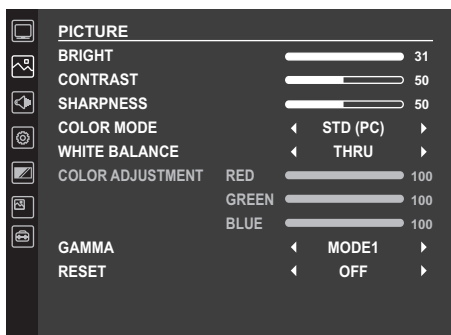 PICTURE
BRIGHT 31
CONTRAST 50
SHARPNESS 50
COLOR MODE STD (PC)
WHITE BALANCE THRU
COLOR ADJUSTMENT RED 100
GREEN 100
BLUE 100
GAMMA MODE1
RESET OFF